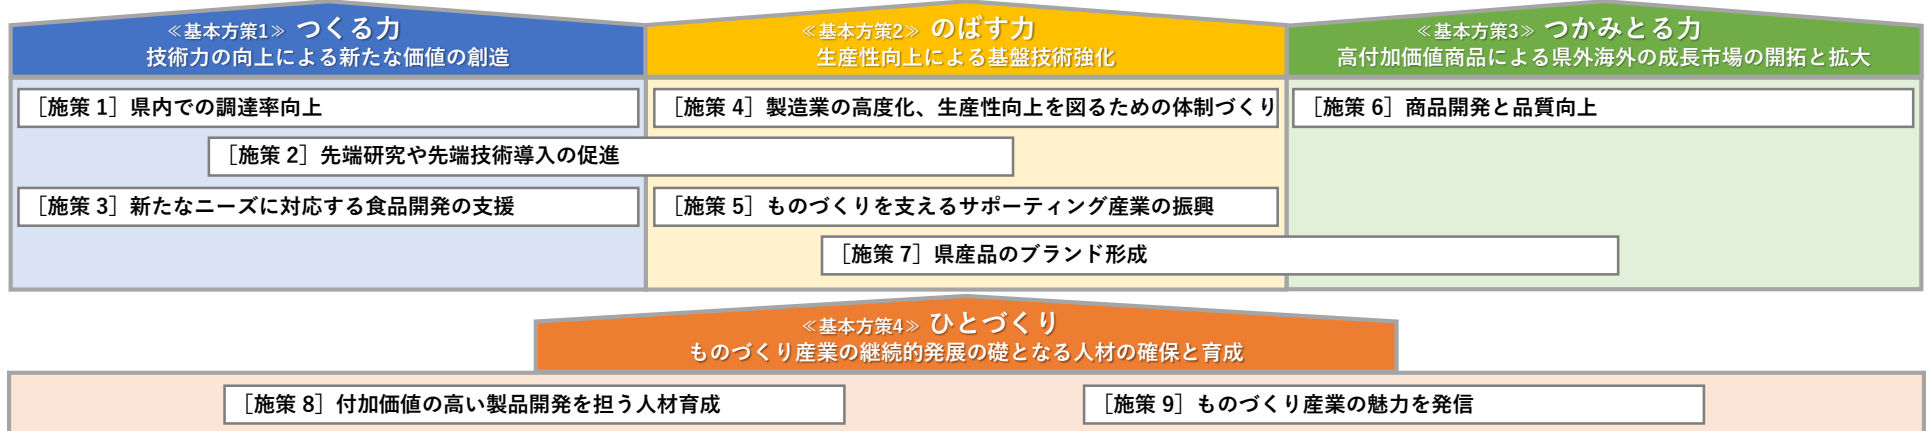 ≪基本方策1≫ つくる力
技術力の向上による新たな価値の創造
≪基本方策2≫ のばす力
生産性向上による基盤技術強化
≪基本方策3≫ つかみとる力
高付加価値商品による県外海外の成長市場の開拓と拡大
［施策 1］県内での調達率向上
［施策 4］製造業の高度化、生産性向上を図るための体制づくり
［施策 6］商品開発と品質向上
［施策 2］先端研究や先端技術導入の促進
［施策 3］新たなニーズに対応する食品開発の支援
［施策 5］ものづくりを支えるサポーティング産業の振興
［施策 7］県産品のブランド形成
≪基本方策4≫ ひとづくり
ものづくり産業の継続的発展の礎となる人材の確保と育成
［施策 8］付加価値の高い製品開発を担う人材育成
［施策 9］ものづくり産業の魅力を発信